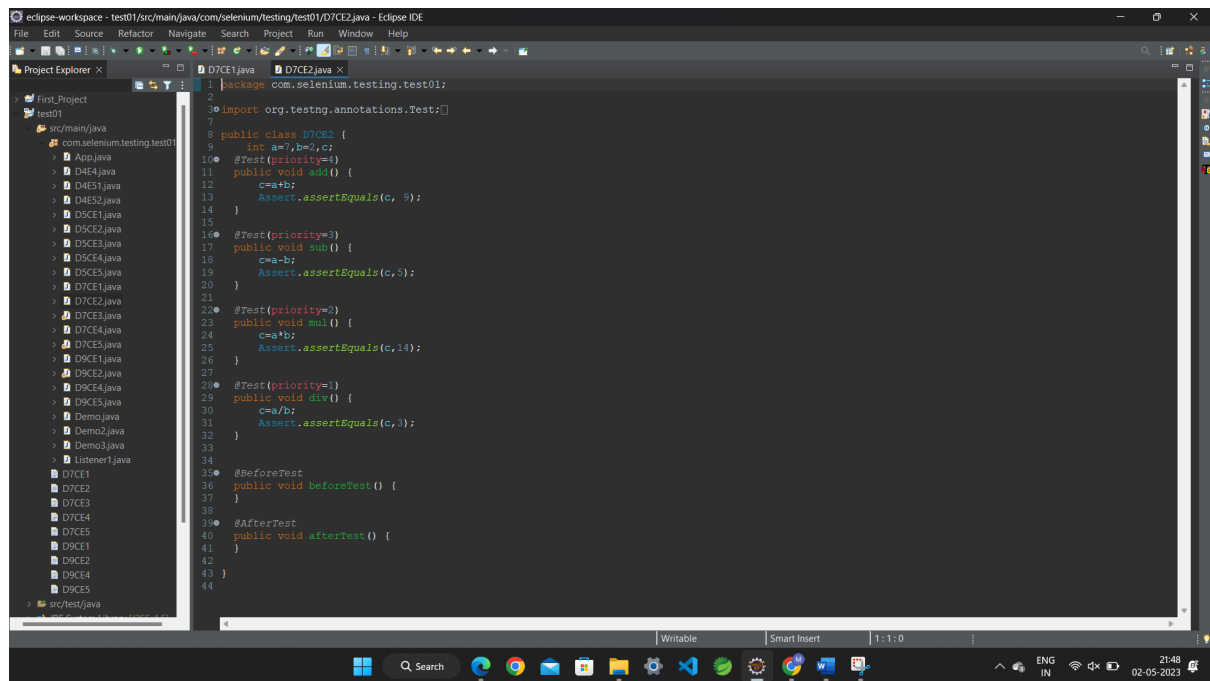 eclipse-workspace - test01/src/main/java/com/selenium/testing/test01/D7CE2.java - Eclipse IDE
File Edit Source Refactor Navigate Search Project Run Window Help
Project Explorer
D7CE1.java D7CE2.java
First_Project
test01
src/main/java
com.selenium.testing.test01
App.java
D4E4.java
D4E51.java
D4E52.java
D5CE1.java
D5CE2.java
D5CE3.java
D5CE4.java
D5CE5.java
D7CE1.java
D7CE2.java
D7CE3.java
D7CE4.java
D7CE5.java
D9CE1.java
D9CE2.java
D9CE4.java
D9CE5.java
Demo.java
Demo2.java
Demo3.java
Listener1.java
D7CE1
D7CE2
D7CE3
D7CE4
D7CE5
D9CE1
D9CE2
D9CE4
D9CE5
src/test/java
1 package com.selenium.testing.test01;
2
3 import org.testng.annotations.Test;
7
8 public class D7CE2 {
9 int a=7,b=2,c;
10 @Test(priority=4)
11 public void add() {
12 c=a+b;
13 Assert.assertEquals(c, 9);
14 }
15
16 @Test(priority=3)
17 public void sub() {
18 c=a-b;
19 Assert.assertEquals(c,5);
20 }
21
22 @Test(priority=2)
23 public void mul() {
24 c=a*b;
25 Assert.assertEquals(c,14);
26 }
27
28 @Test(priority=1)
29 public void div() {
30 c=a/b;
31 Assert.assertEquals(c,3);
32 }
33
34
35 @BeforeTest
36 public void beforeTest() {
37 }
38
39 @AfterTest
40 public void afterTest() {
41 }
42
43 }
44
Writable Smart Insert 1 : 1 : 0
Search
ENG
IN
21:48
02-05-2023